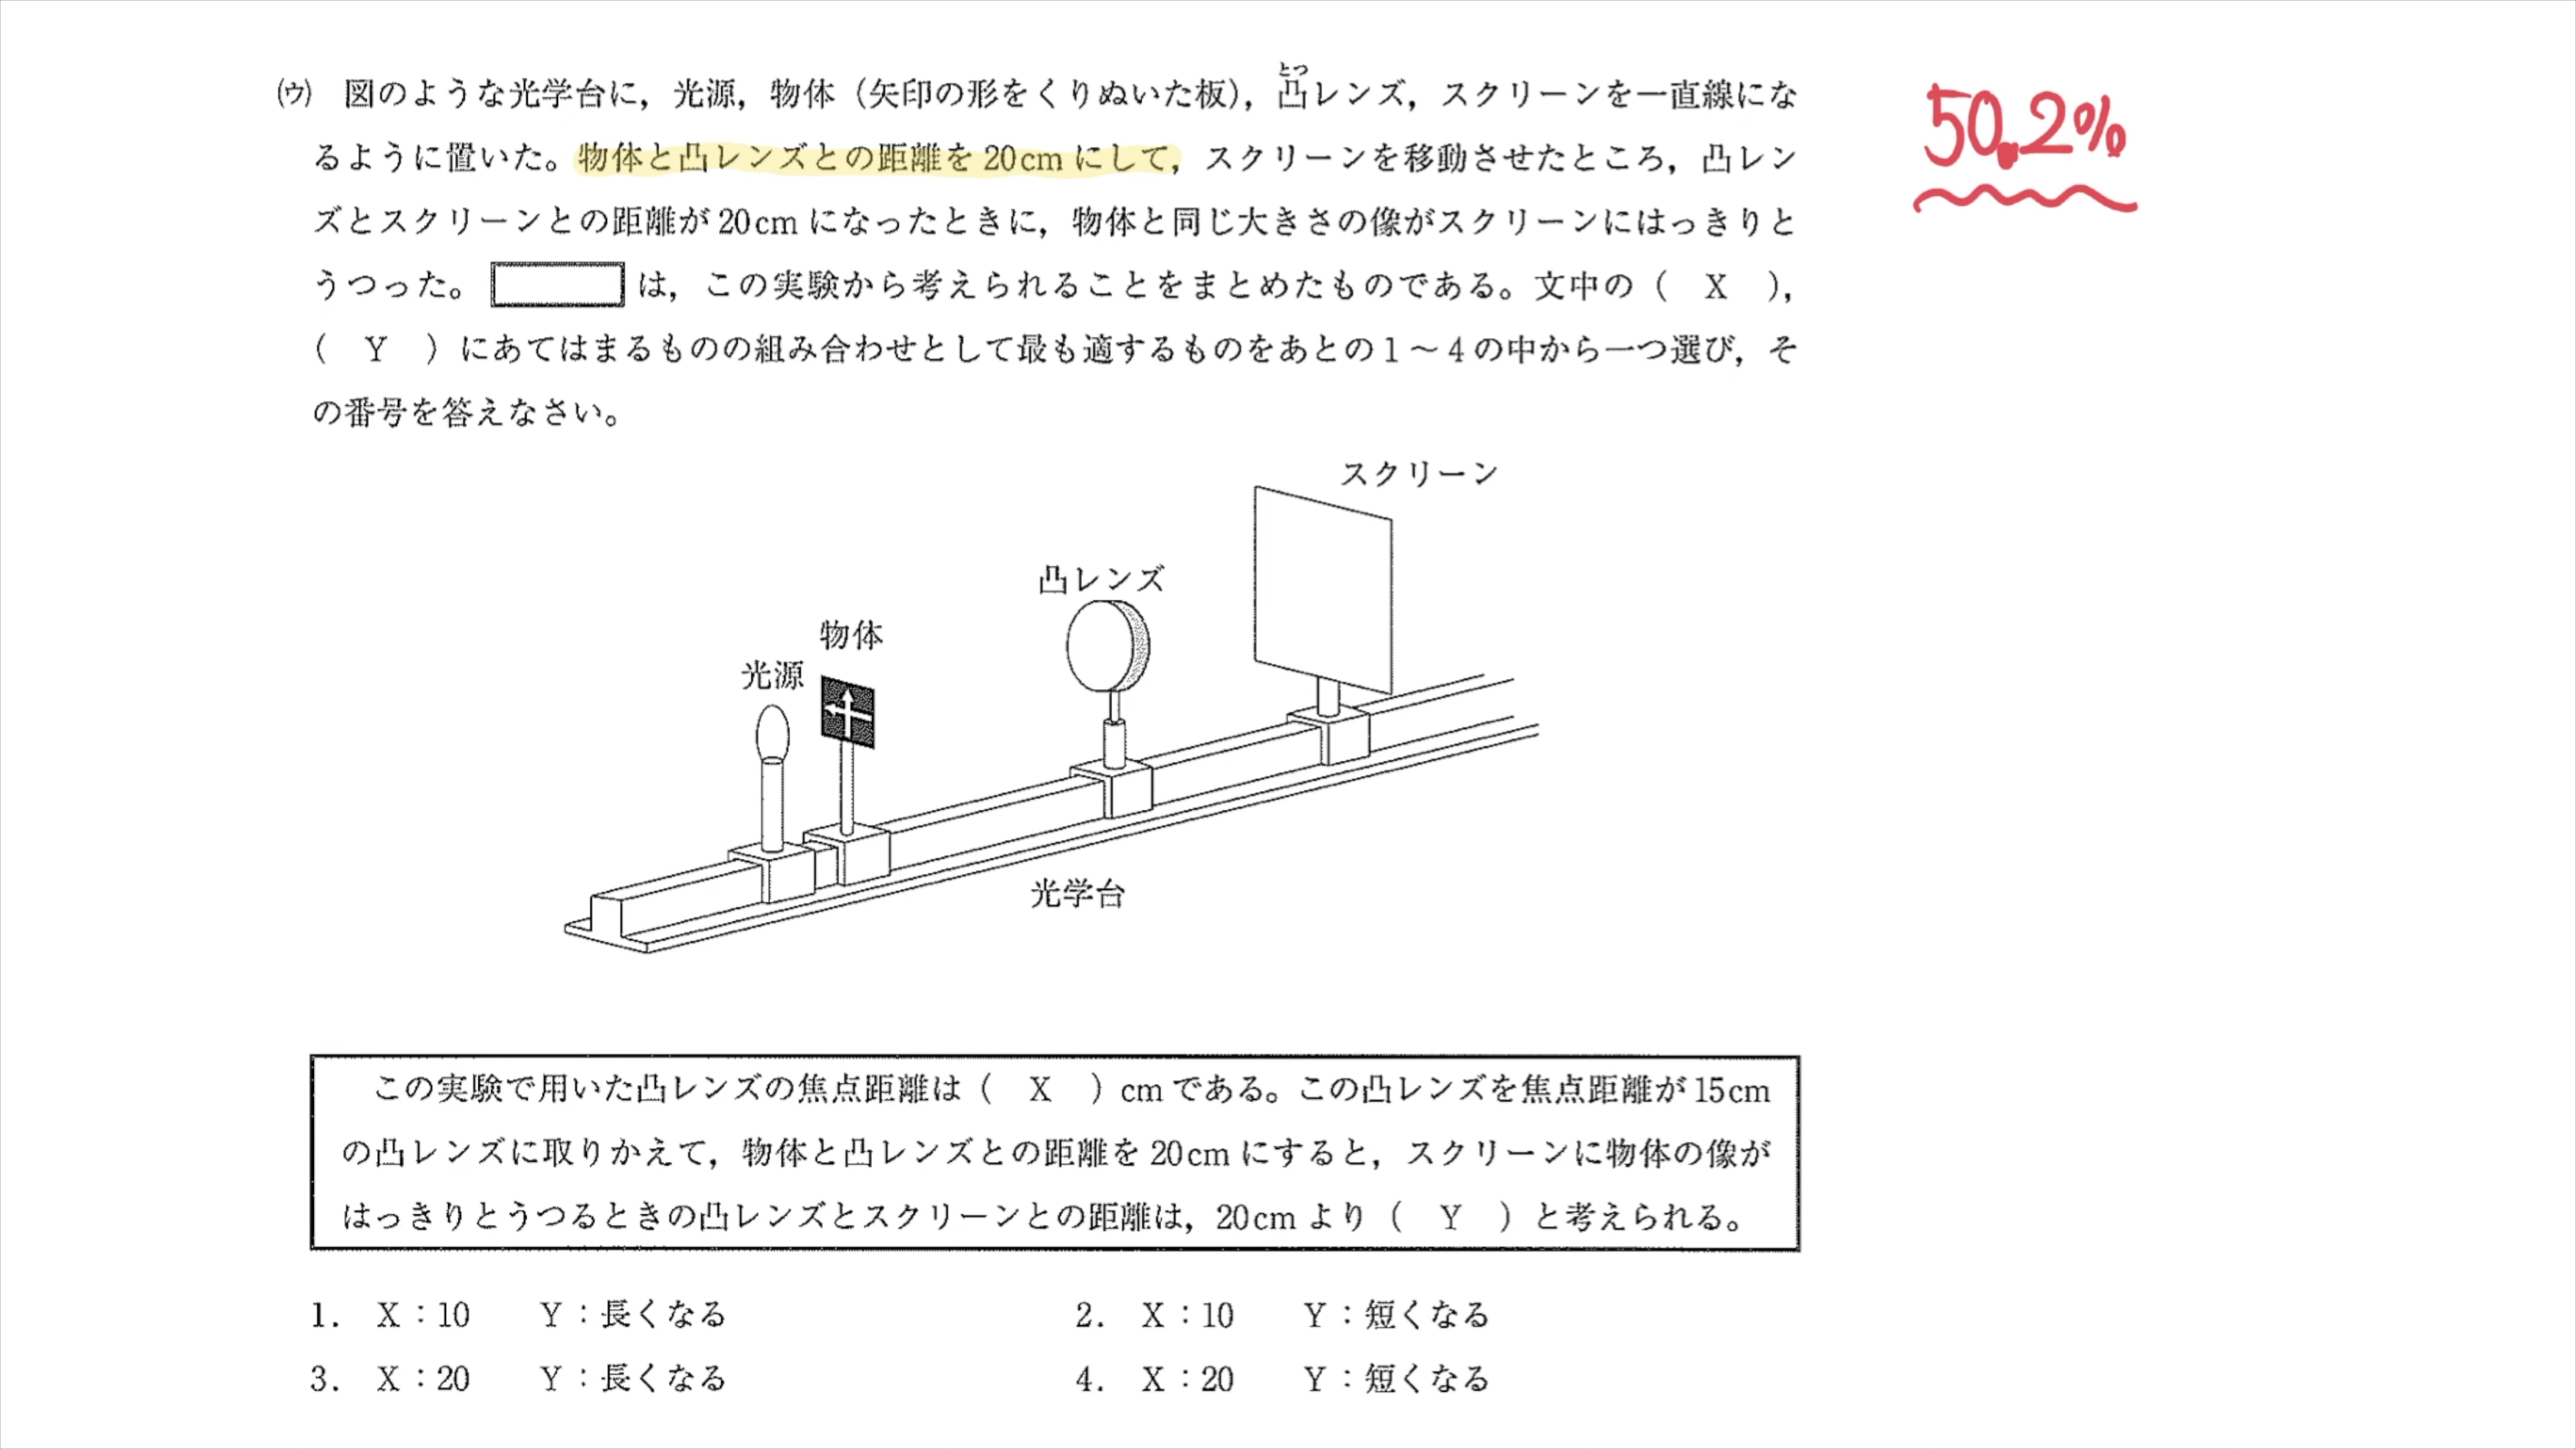 (ウ) 図のような光学台に，光源，物体（矢印の形をくりぬいた板），凸レンズ，スクリーンを一直線にな
とつ
るように置いた。物体と凸レンズとの距離を20cmにして，スクリーンを移動させたところ，凸レン
ズとスクリーンとの距離が20cmになったときに，物体と同じ大きさの像がスクリーンにはっきりと
うつった。 は，この実験から考えられることをまとめたものである。文中の（　X　），
（　Y　）にあてはまるものの組み合わせとして最も適するものをあとの1～4の中から一つ選び，そ
の番号を答えなさい。
50.2%
スクリーン
凸レンズ
物体
光源
光学台
この実験で用いた凸レンズの焦点距離は（　X　）cmである。この凸レンズを焦点距離が15cm
の凸レンズに取りかえて，物体と凸レンズとの距離を20cmにすると，スクリーンに物体の像が
はっきりとうつるときの凸レンズとスクリーンとの距離は，20cmより（　Y　）と考えられる。
1． X：10　Y：長くなる　2． X：10　Y：短くなる
3． X：20　Y：長くなる　4． X：20　Y：短くなる